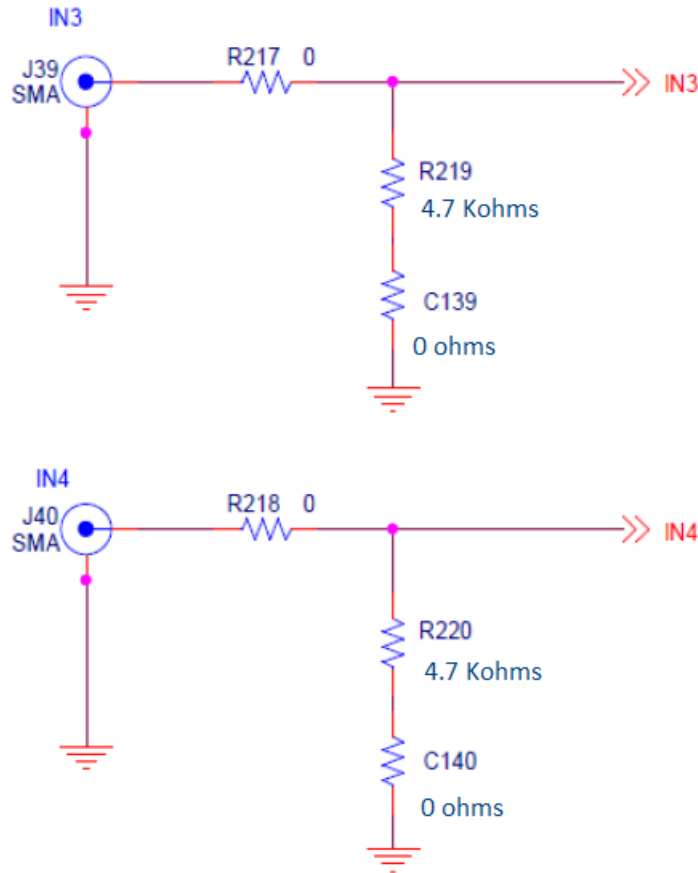 IN3
R217 0
J39
SMA
IN3
R219
4.7 Kohms
C139
0 ohms
IN4
R218 0
J40
SMA
IN4
R220
4.7 Kohms
C140
0 ohms